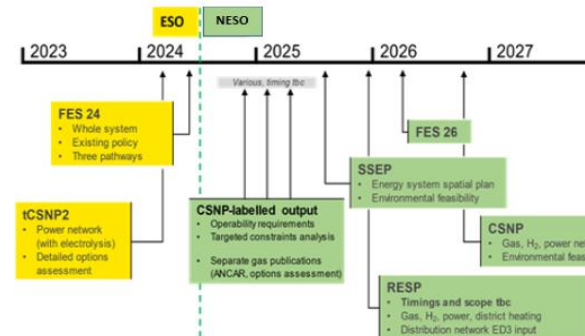 ESO NESO
2023 2024 2025 2026 2027
Various, timing tbc
FES 24
• Whole system
• Existing policy
• Three pathways
FES 26
SSEP
• Energy system spatial plan
• Environmental feasibility
tCSNP2
• Power network
(with electrolysis)
• Detailed options
assessment
CSNP-labelled output
• Operability requirements
• Targeted constraints analysis
• Separate gas publications
(ANCAR, options assessment)
CSNP
• Gas, H₂, power
• Environmental
RESP
• Timings and scope tbc
• Gas, H₂, power, district heating
• Distribution network ED3 input